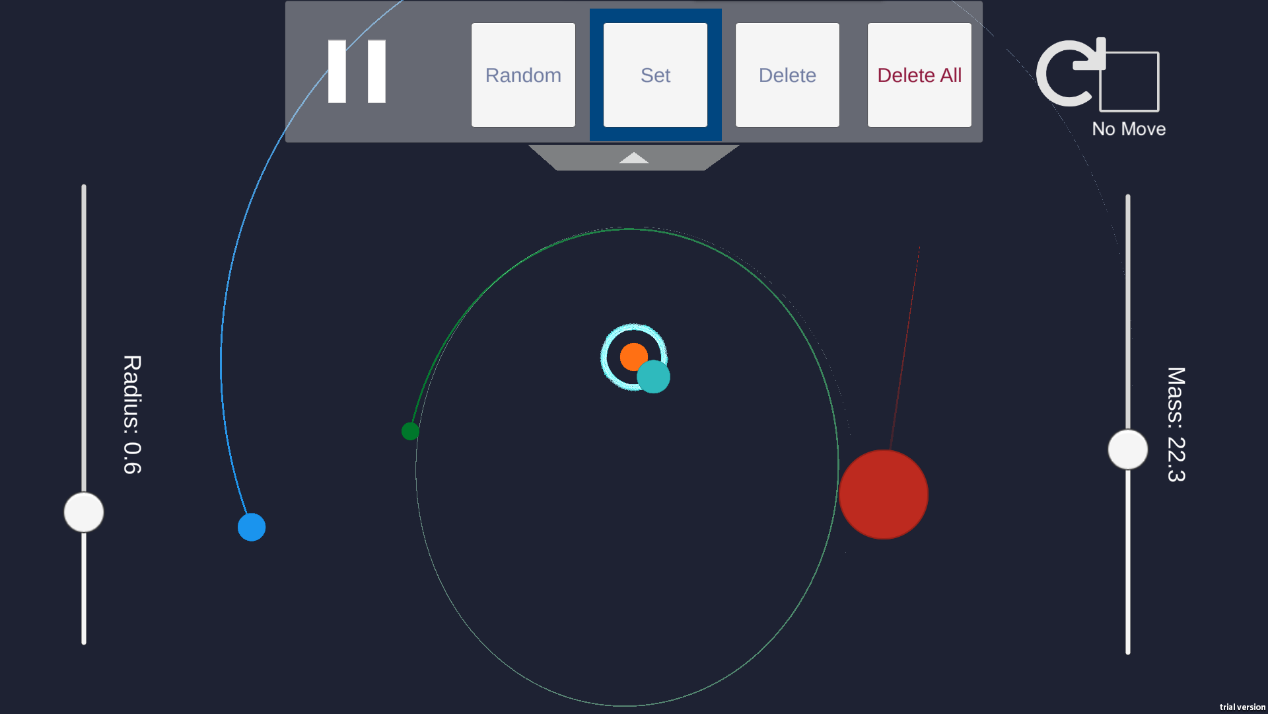 Random
Set
Delete
Delete All
No Move
Radius: 0.6
Mass: 22.3
trial version